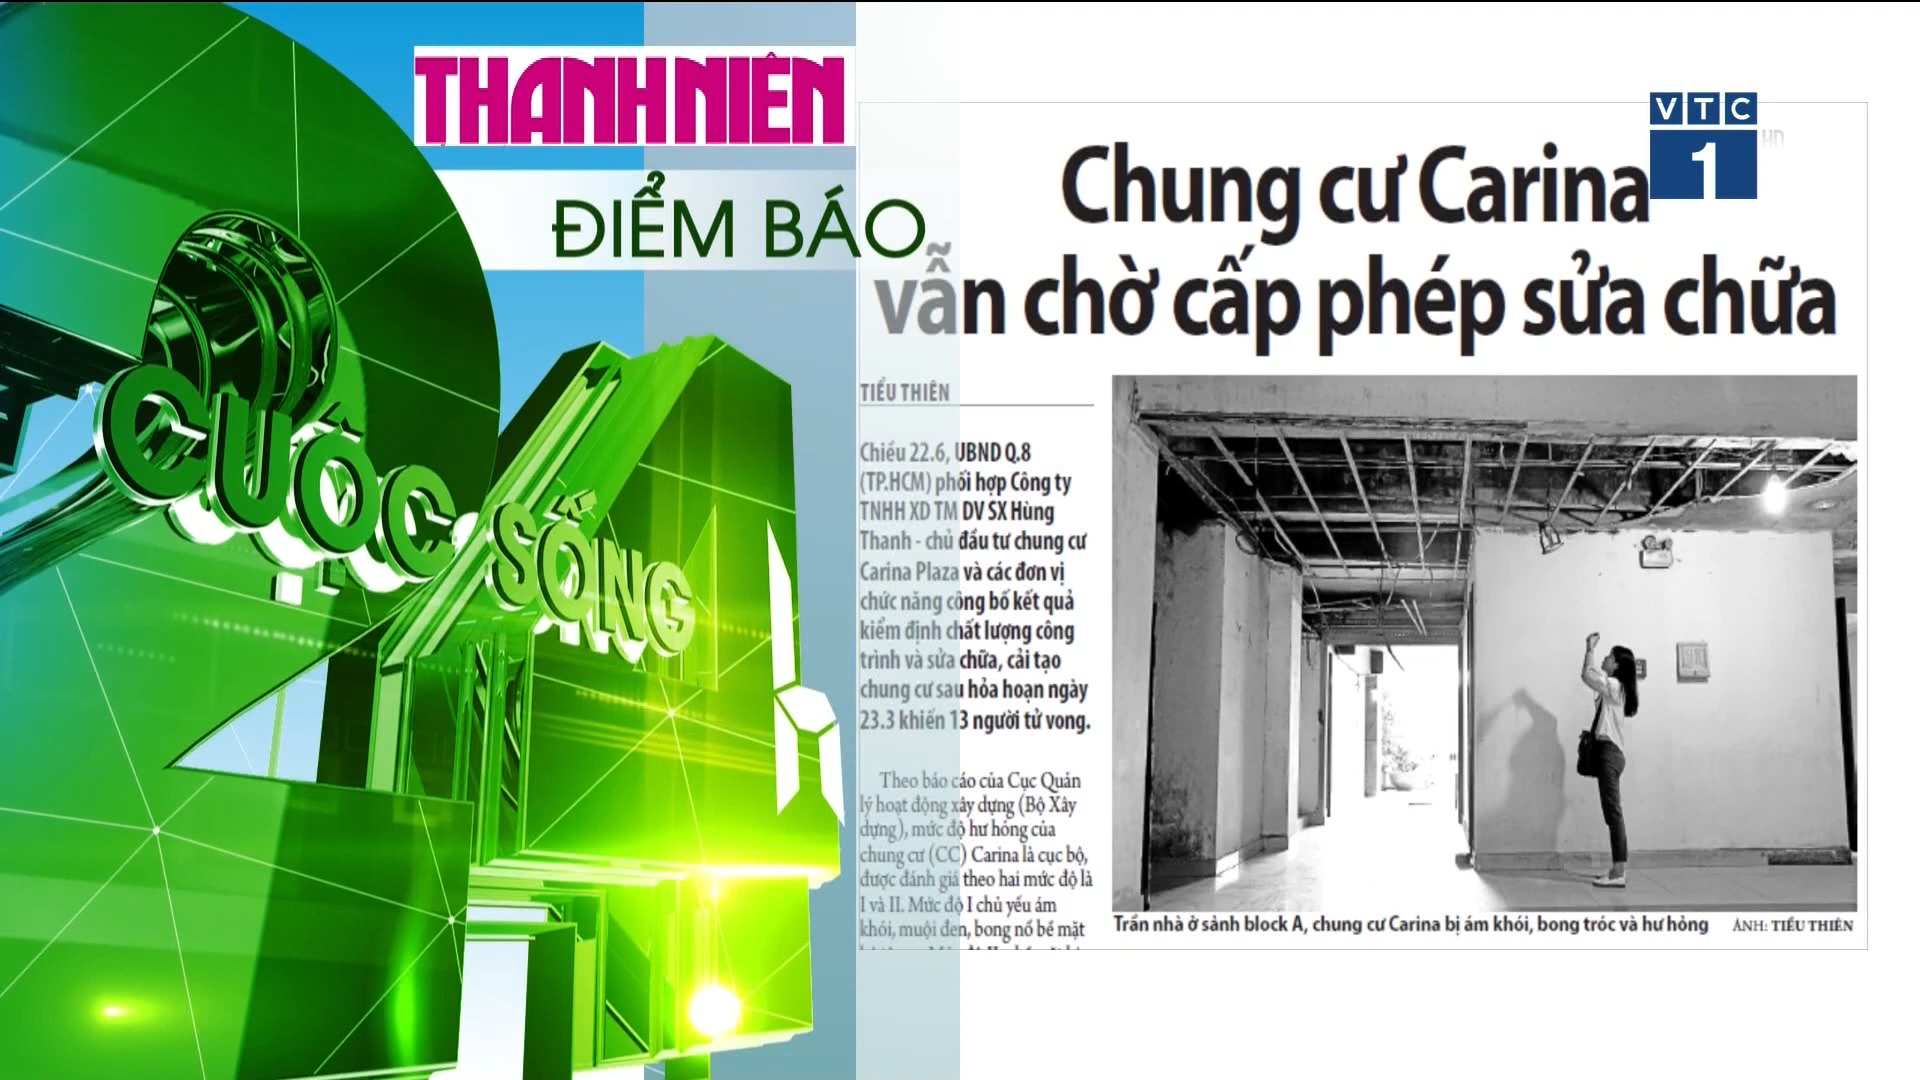 THANH NIÊN
ĐIỂM BÁO
CUỘC SỐNG
24h
VTC
1
HD
Chung cư Carina
vẫn chờ cấp phép sửa chữa
TIỂU THIÊN
Chiều 22.6, UBND Q.8
(TP.HCM) phối hợp Công ty
TNHH XD TM DV SX Hùng
Thanh - chủ đầu tư chung cư
Carina Plaza và các đơn vị
chức năng công bố kết quả
kiểm định chất lượng công
trình và sửa chữa, cải tạo
chung cư sau hỏa hoạn ngày
23.3 khiến 13 người tử vong.
Theo báo cáo của Cục Quản
lý hoạt động xây dựng (Bộ Xây
dựng), mức độ hư hỏng của
chung cư (CC) Carina là cục bộ,
được đánh giá theo hai mức độ là
I và II. Mức độ I chủ yếu ám
khói, muội đen, bong nổ bề mặt
Trần nhà ở sảnh block A, chung cư Carina bị ám khói, bong tróc và hư hỏng ẢNH: TIỂU THIÊN